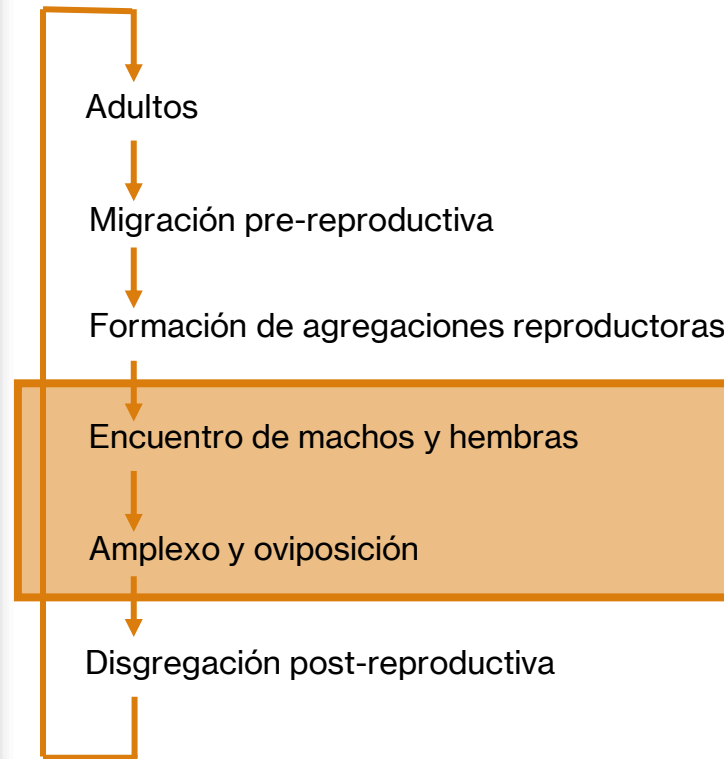 Adultos
Migración pre-reproductiva
Formación de agregaciones reproductoras
Encuentro de machos y hembras
Amplexo y oviposición
Disgregación post-reproductiva